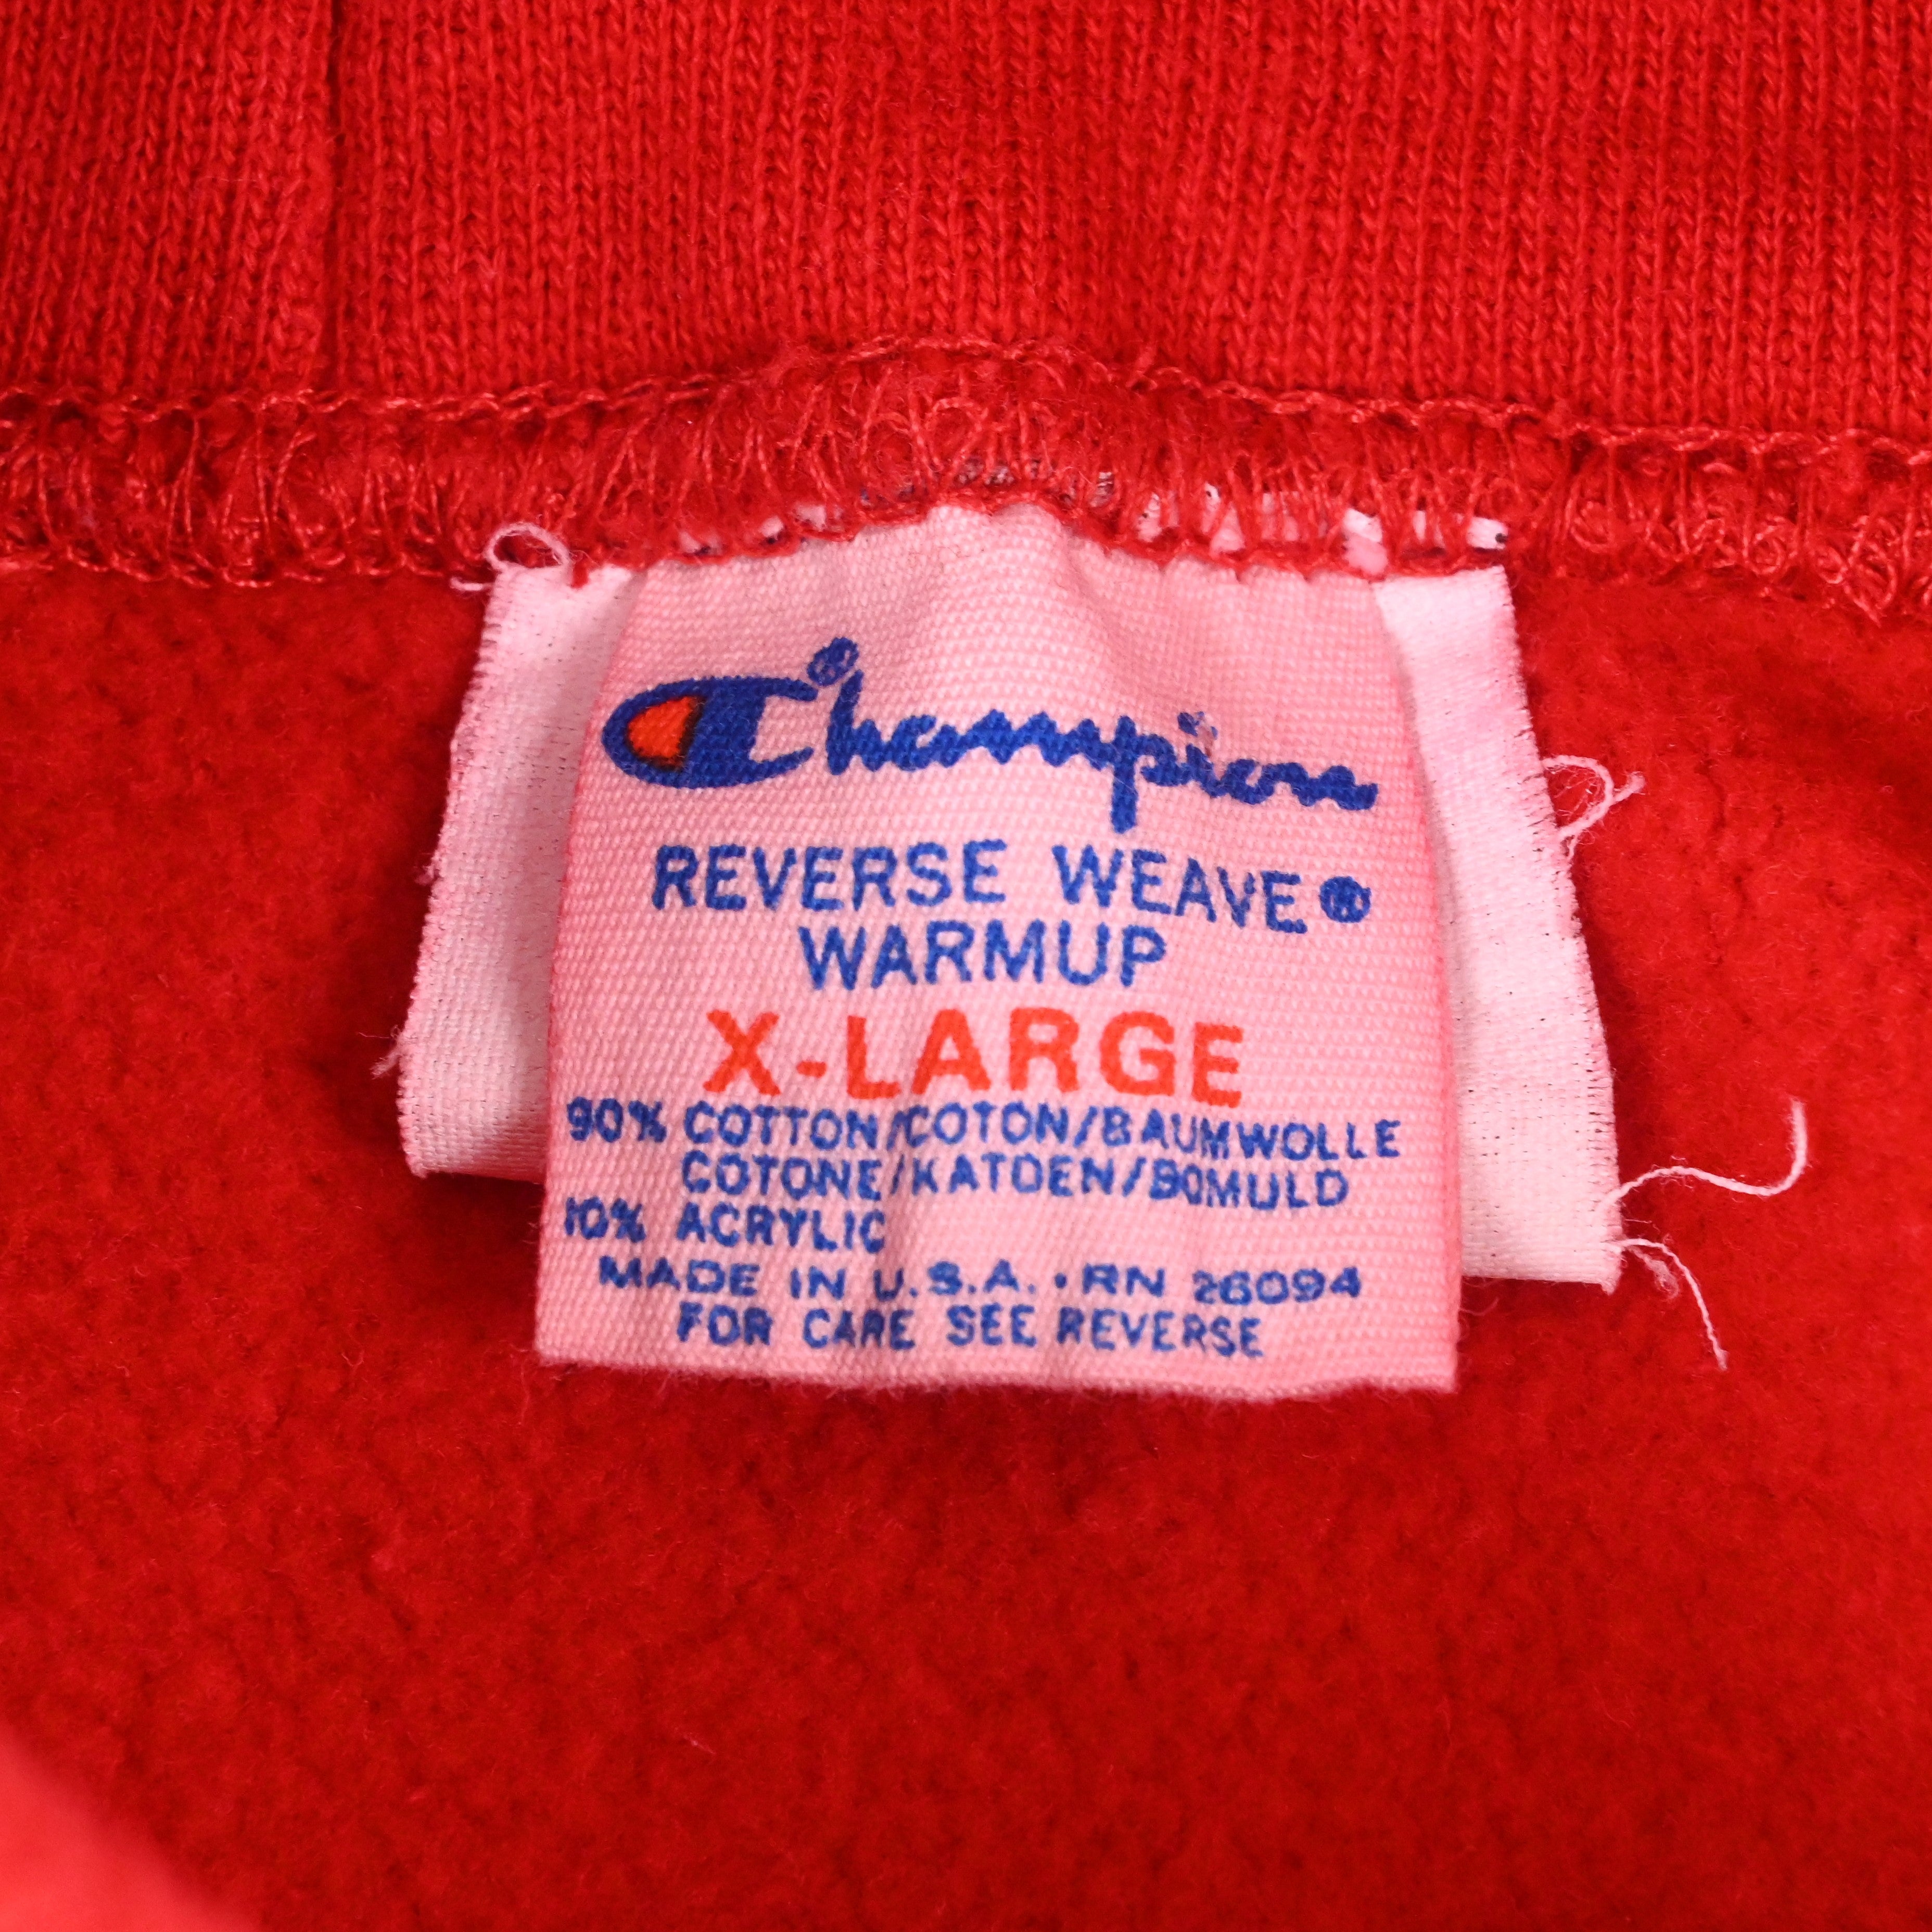 Champion®
REVERSE WEAVE®
WARMUP
X-LARGE
90% COTTON/COTON/BAUMWOLLE
COTONE/KATOEN/BOMULD
10% ACRYLIC
MADE IN U.S.A. • RN 26094
FOR CARE SEE REVERSE